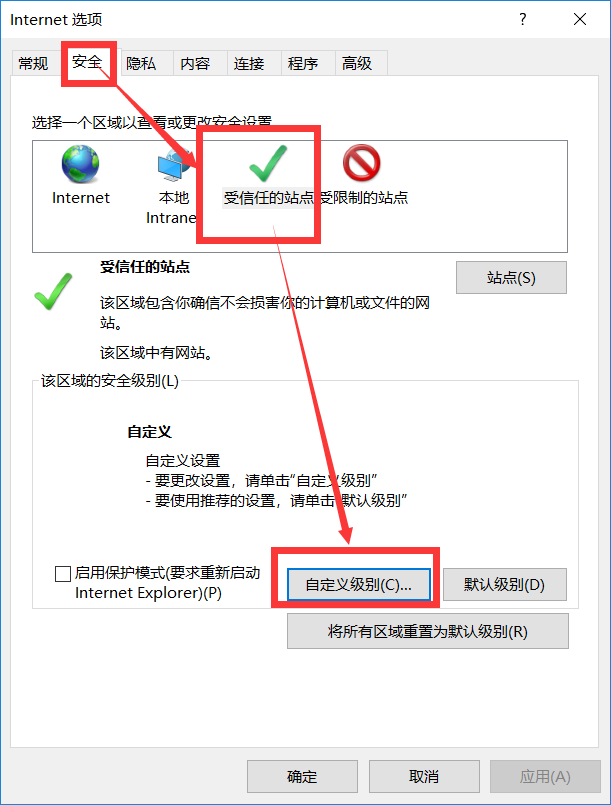 Internet 选项
常规 安全 隐私 内容 连接 程序 高级
选择一个区域以查看或更改安全设置
Internet
本地
Intrane
受信任的站点
受限制的站点
受信任的站点
站点(S)
该区域包含你确信不会损害你的计算机或文件的网
站。
该区域中有网站。
该区域的安全级别(L)
自定义
自定义设置
- 要更改设置，请单击“自定义级别”
- 要使用推荐的设置，请单击“默认级别”
启用保护模式(要求重新启动
Internet Explorer)(P)
自定义级别(C)... 默认级别(D)
将所有区域重置为默认级别(R)
确定 取消 应用(A)